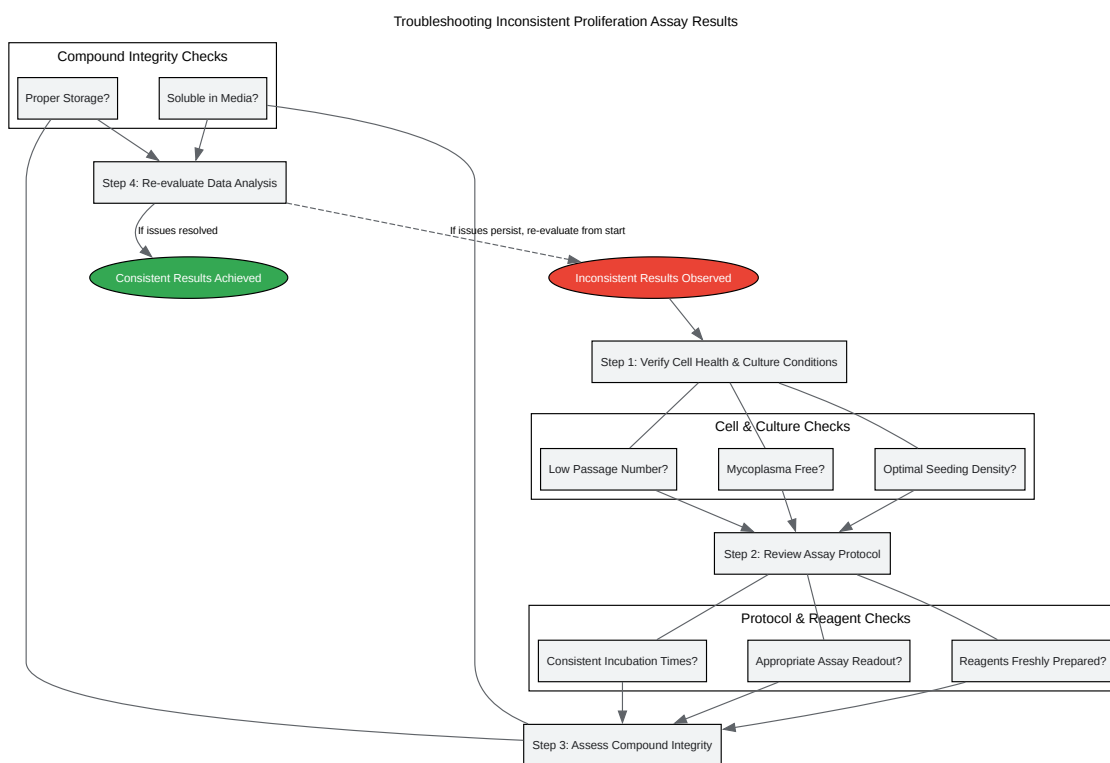 Troubleshooting Inconsistent Proliferation Assay Results
Compound Integrity Checks
Proper Storage?
Soluble in Media?
Step 4: Re-evaluate Data Analysis
If issues resolved
If issues persist, re-evaluate from start
Consistent Results Achieved
Inconsistent Results Observed
Step 1: Verify Cell Health & Culture Conditions
Cell & Culture Checks
Low Passage Number?
Mycoplasma Free?
Optimal Seeding Density?
Step 2: Review Assay Protocol
Protocol & Reagent Checks
Consistent Incubation Times?
Appropriate Assay Readout?
Reagents Freshly Prepared?
Step 3: Assess Compound Integrity